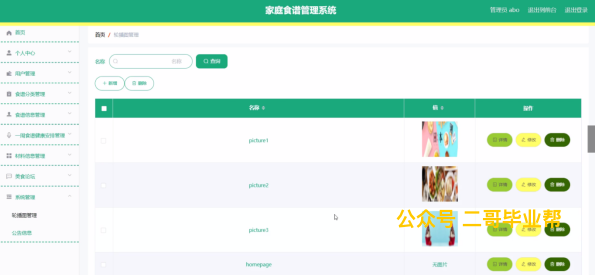 家庭食谱管理系统
管理员 abo 退出到前台 退出登录
首页
个人中心
用户管理
食谱分类管理
食谱信息管理
一周食谱健康安排管理
材料信息管理
美食论坛
系统管理
轮播图管理
公告信息
首页 / 轮播图管理
名称 名称 查询
新增 删除
名称 值 操作
picture1 详情 修改 删除
picture2 详情 修改 删除
picture3 详情 修改 删除
homepage 无图片 详情 修改 删除
公众号 二哥毕业帮